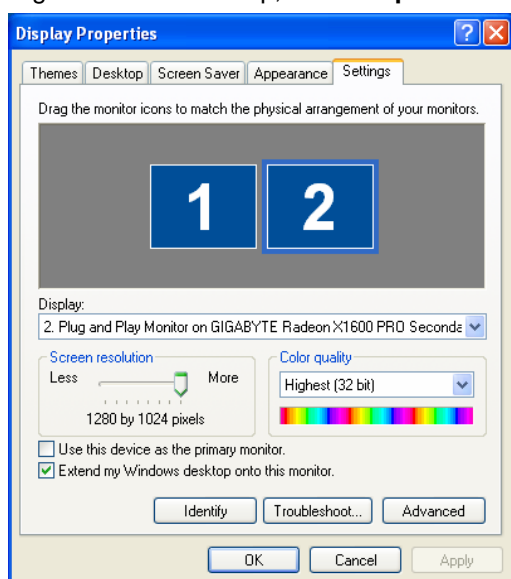 Display Properties
Themes Desktop Screen Saver Appearance Settings
Drag the monitor icons to match the physical arrangement of your monitors.
1 2
Display:
2. Plug and Play Monitor on GIGABYTE Radeon X1600 PRO
Screen resolution
Less More
1280 by 1024 pixels
Color quality
Highest (32 bit)
Use this device as the primary monitor.
Extend my Windows desktop onto this monitor.
Identify Troubleshoot... Advanced
OK Cancel Apply